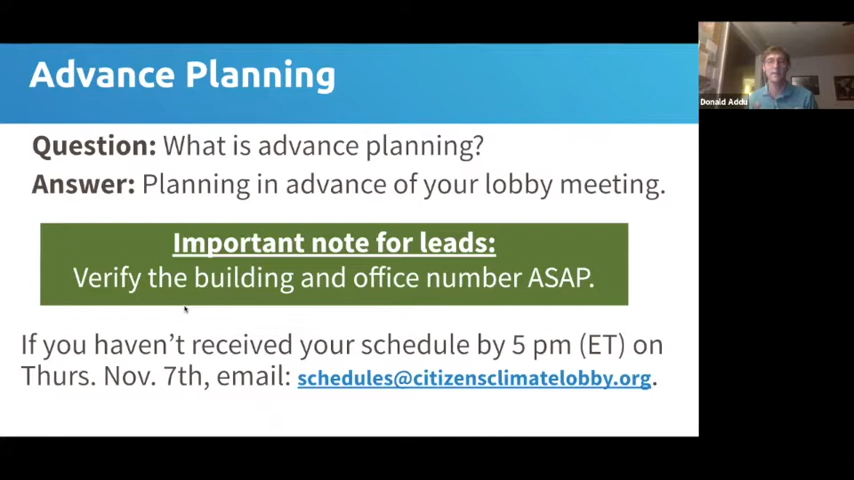 Advance Planning
Donald Addu
Question: What is advance planning?
Answer: Planning in advance of your lobby meeting.
Important note for leads:
Verify the building and office number ASAP.
If you haven't received your schedule by 5 pm (ET) on
Thurs. Nov. 7th, email: schedules@citizensclimatelobby.org.